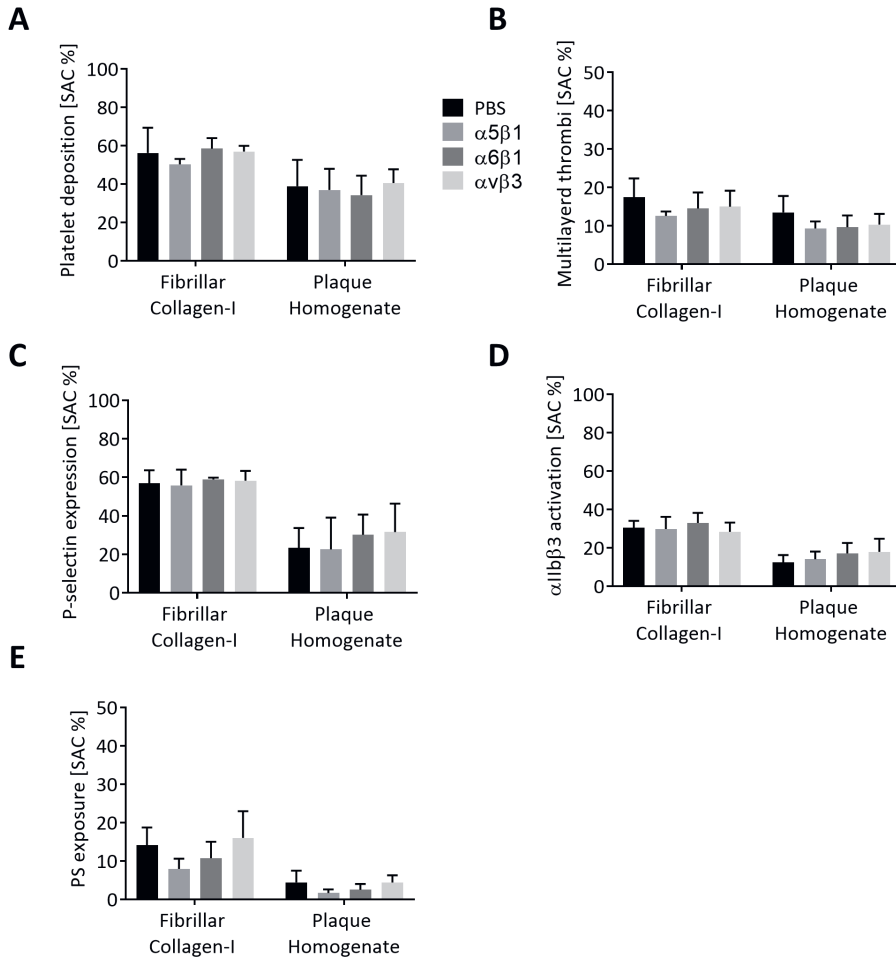 A
Platelet deposition [SAC %]
100
80
60
40
20
0
Fibrillar
Collagen-I
Plaque
Homogenate
PBS
α5β1
α6β1
αvβ3
B
Multilayerd thrombi [SAC %]
50
40
30
20
10
0
Fibrillar
Collagen-I
Plaque
Homogenate
C
P-selectin expression [SAC %]
100
80
60
40
20
0
Fibrillar
Collagen-I
Plaque
Homogenate
D
αIIbβ3 activation [SAC %]
100
80
60
40
20
0
Fibrillar
Collagen-I
Plaque
Homogenate
E
PS exposure [SAC %]
50
40
30
20
10
0
Fibrillar
Collagen-I
Plaque
Homogenate